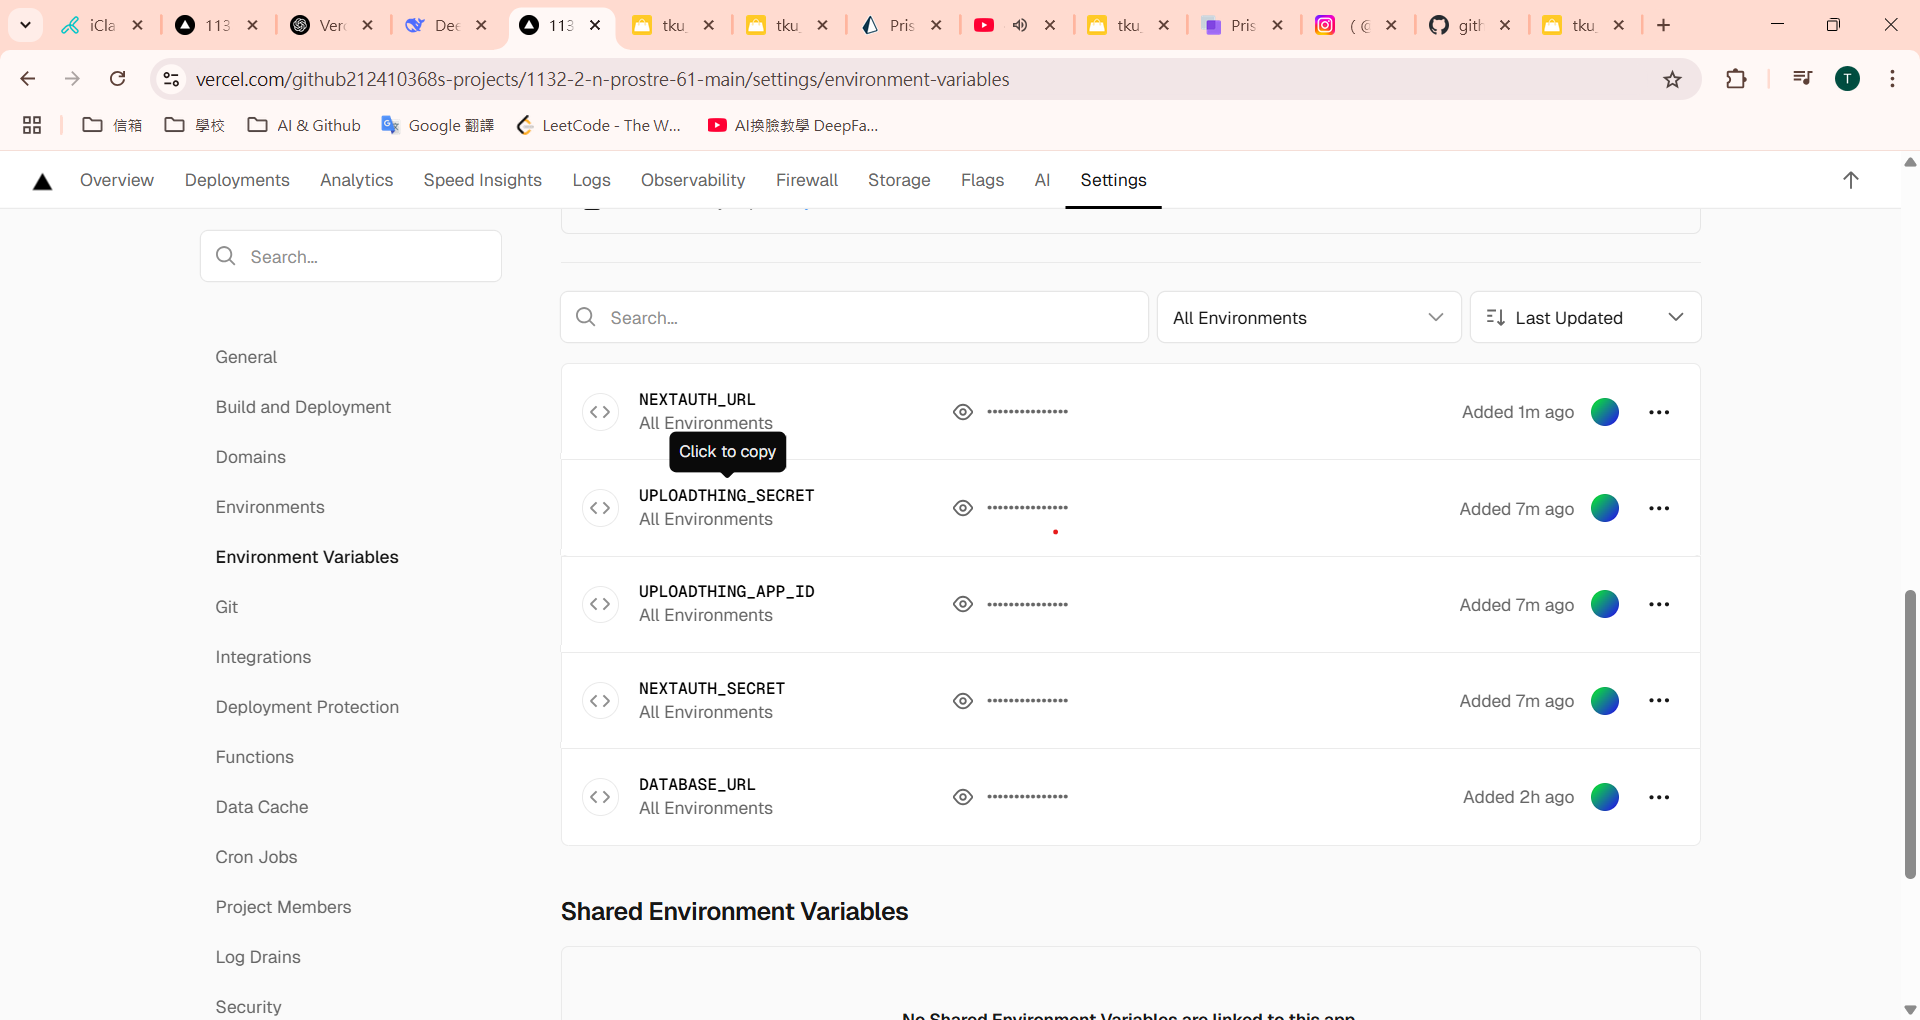 iCla
113
Ver
Dee
113
tku_
tku_
Pris
tku_
Pris
( @
gith
tku_
vercel.com/github212410368s-projects/1132-2-n-prostre-61-main/settings/environment-variables
T
信箱
學校
AI & Github
Google 翻譯
LeetCode - The W...
AI換臉教學 DeepFa...
Overview
Deployments
Analytics
Speed Insights
Logs
Observability
Firewall
Storage
Flags
AI
Settings
Search...
General
Build and Deployment
Domains
Environments
Environment Variables
Git
Integrations
Deployment Protection
Functions
Data Cache
Cron Jobs
Project Members
Log Drains
Security
Search...
All Environments
Last Updated
NEXTAUTH_URL
All Environments
Added 1m ago
Click to copy
UPLOADTHING_SECRET
All Environments
Added 7m ago
UPLOADTHING_APP_ID
All Environments
Added 7m ago
NEXTAUTH_SECRET
All Environments
Added 7m ago
DATABASE_URL
All Environments
Added 2h ago
Shared Environment Variables
No Shared Environment Variables are linked to this app